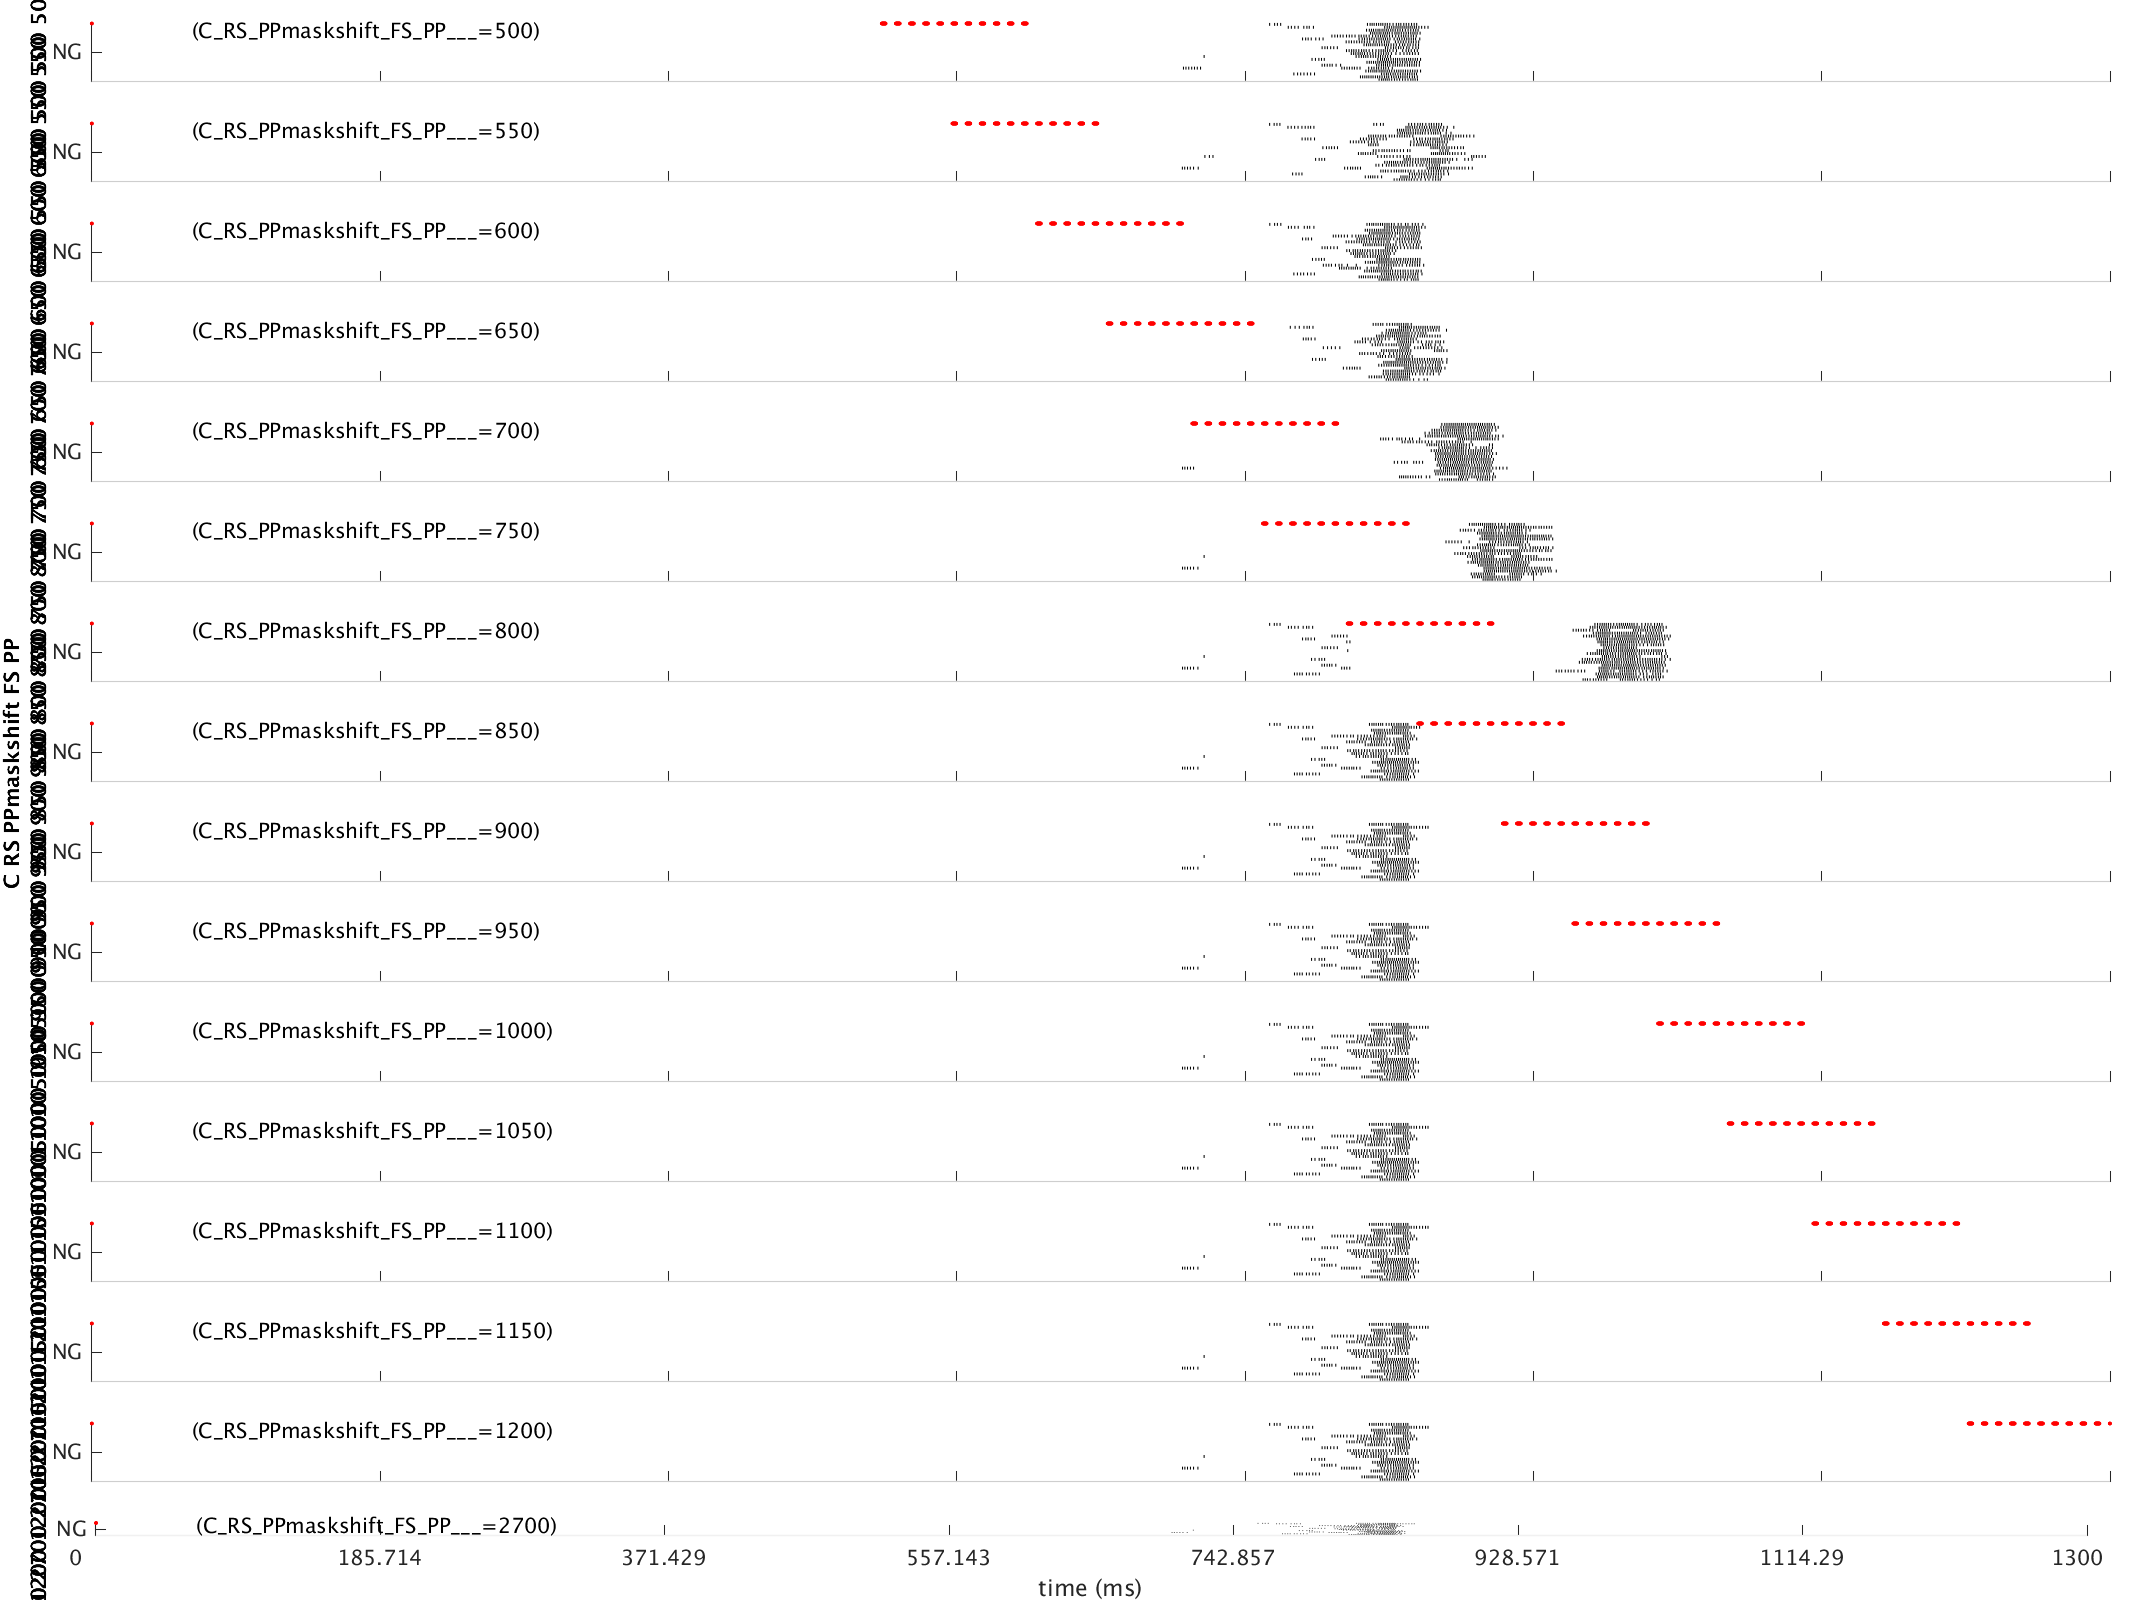 (C_RS_PPmaskshift_FS_PP___=500)
NG
(C_RS_PPmaskshift_FS_PP___=550)
NG
(C_RS_PPmaskshift_FS_PP___=600)
NG
(C_RS_PPmaskshift_FS_PP___=650)
NG
(C_RS_PPmaskshift_FS_PP___=700)
NG
(C_RS_PPmaskshift_FS_PP___=750)
NG
(C_RS_PPmaskshift_FS_PP___=800)
NG
(C_RS_PPmaskshift_FS_PP___=850)
NG
(C_RS_PPmaskshift_FS_PP___=900)
NG
(C_RS_PPmaskshift_FS_PP___=950)
NG
(C_RS_PPmaskshift_FS_PP___=1000)
NG
(C_RS_PPmaskshift_FS_PP___=1050)
NG
(C_RS_PPmaskshift_FS_PP___=1100)
NG
(C_RS_PPmaskshift_FS_PP___=1150)
NG
(C_RS_PPmaskshift_FS_PP___=1200)
NG
(C_RS_PPmaskshift_FS_PP___=2700)
NG
0 185.714 371.429 557.143 742.857 928.571 1114.29 1300
time (ms)
C RS PPmaskshift FS PP